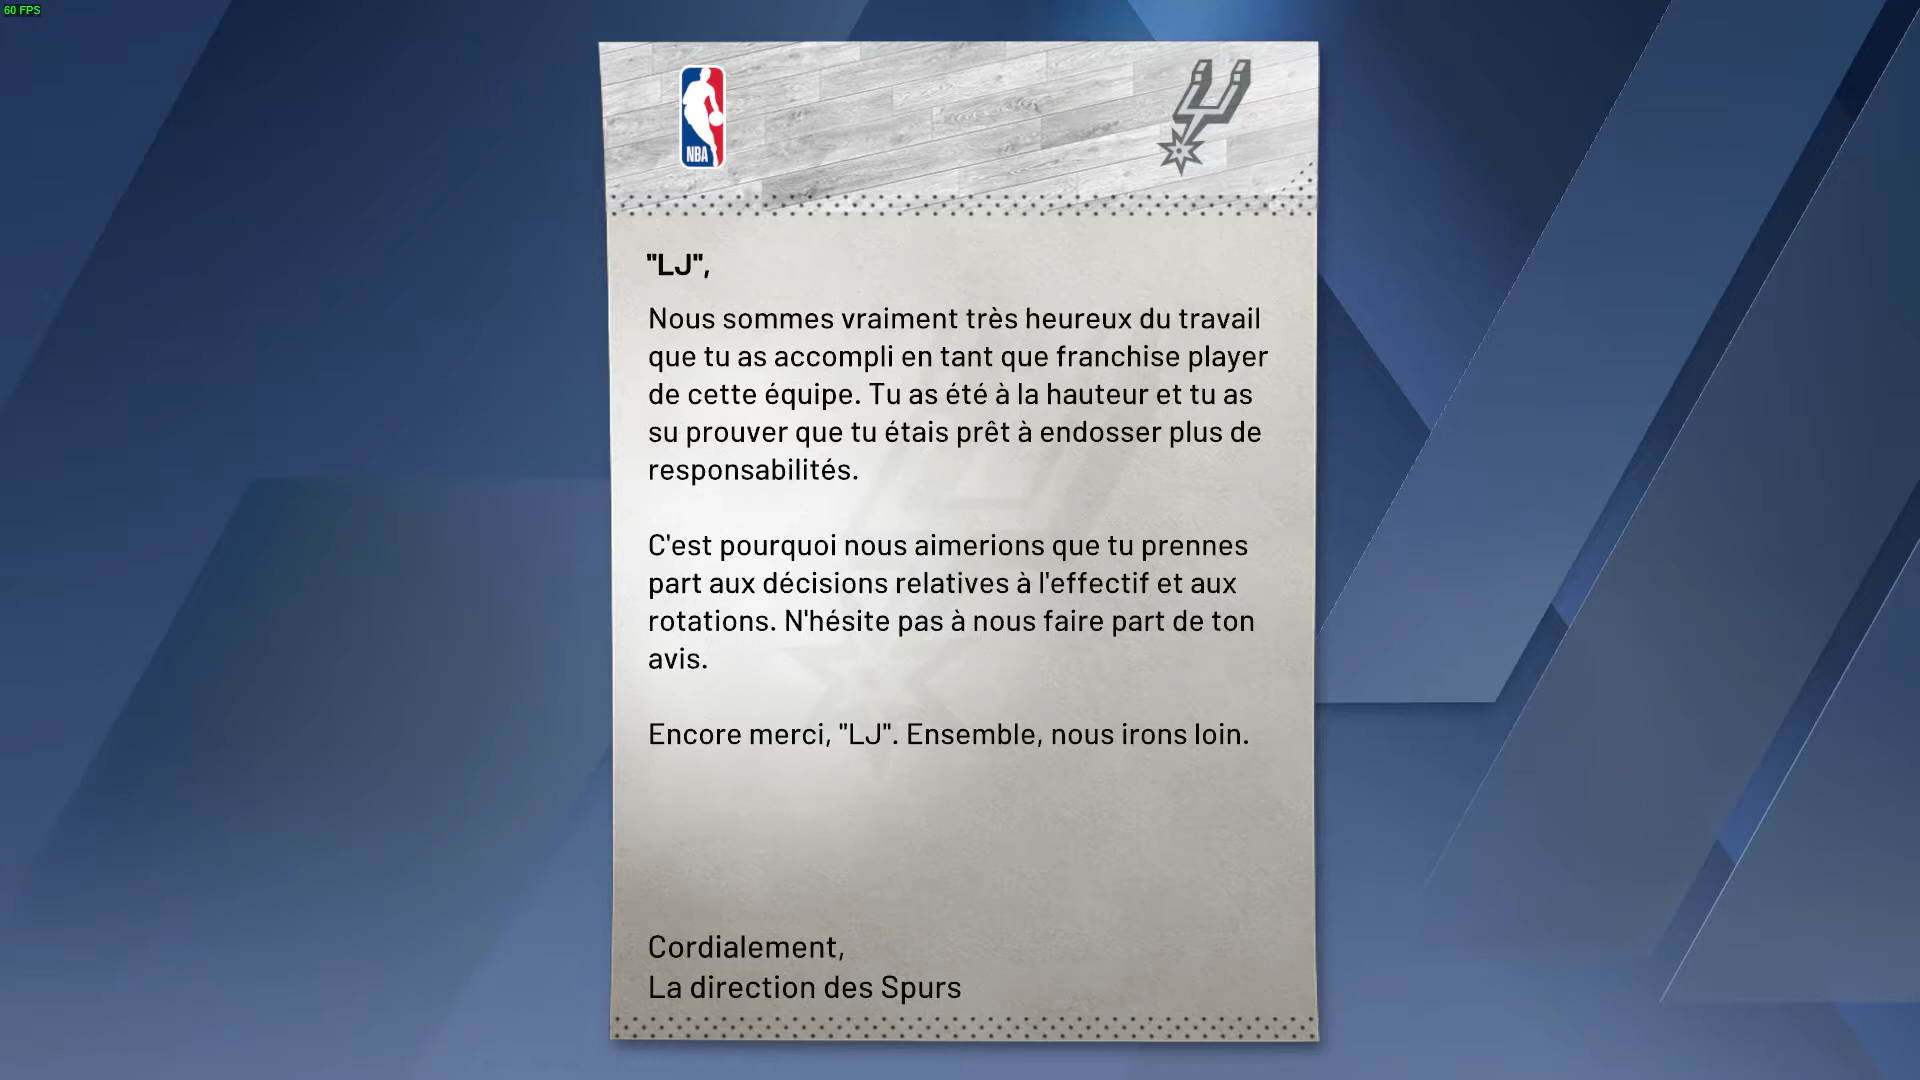 60 FPS
NBA
"LJ",
Nous sommes vraiment très heureux du travail
que tu as accompli en tant que franchise player
de cette équipe. Tu as été à la hauteur et tu as
su prouver que tu étais prêt à endosser plus de
responsabilités.
C'est pourquoi nous aimerions que tu prennes
part aux décisions relatives à l'effectif et aux
rotations. N'hésite pas à nous faire part de ton
avis.
Encore merci, "LJ". Ensemble, nous irons loin.
Cordialement,
La direction des Spurs